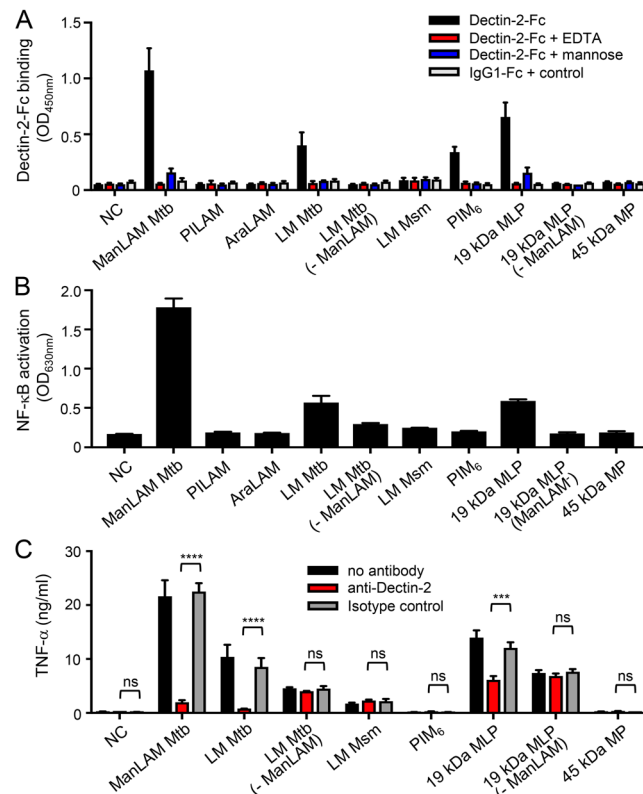 A
Dectin-2-Fc binding
(OD450nm)
1.5
1.0
0.5
0
Dectin-2-Fc
Dectin-2-Fc + EDTA
Dectin-2-Fc + mannose
IgG1-Fc + control
NC
ManLAM Mtb
PILAM
AraLAM
LM Mtb
LM Mtb
(- ManLAM)
LM Msm
PIM6
19 kDa MLP
19 kDa MLP
(- ManLAM)
45 kDa MP
B
NF-κB activation
(OD630nm)
2.0
1.5
1.0
0.5
0
NC
ManLAM Mtb
PILAM
AraLAM
LM Mtb
LM Mtb
(- ManLAM)
LM Msm
PIM6
19 kDa MLP
19 kDa MLP
(ManLAM-)
45 kDa MP
C
TNF-α (ng/ml)
30
20
10
0
no antibody
anti-Dectin-2
Isotype control
ns
****
****
ns
ns
ns
***
ns
ns
NC
ManLAM Mtb
LM Mtb
LM Mtb
(- ManLAM)
LM Msm
PIM6
19 kDa MLP
19 kDa MLP
(- ManLAM)
45 kDa MP